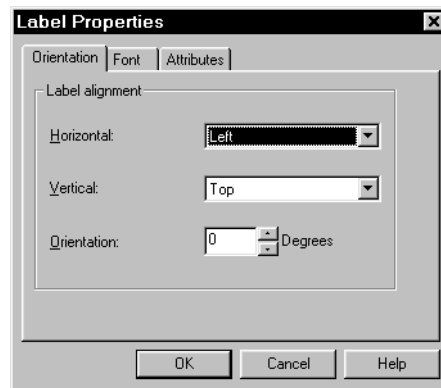 Label Properties
Orientation Font Attributes
Label alignment
Horizontal: Left
Vertical: Top
Orientation: 0 Degrees
OK Cancel Help